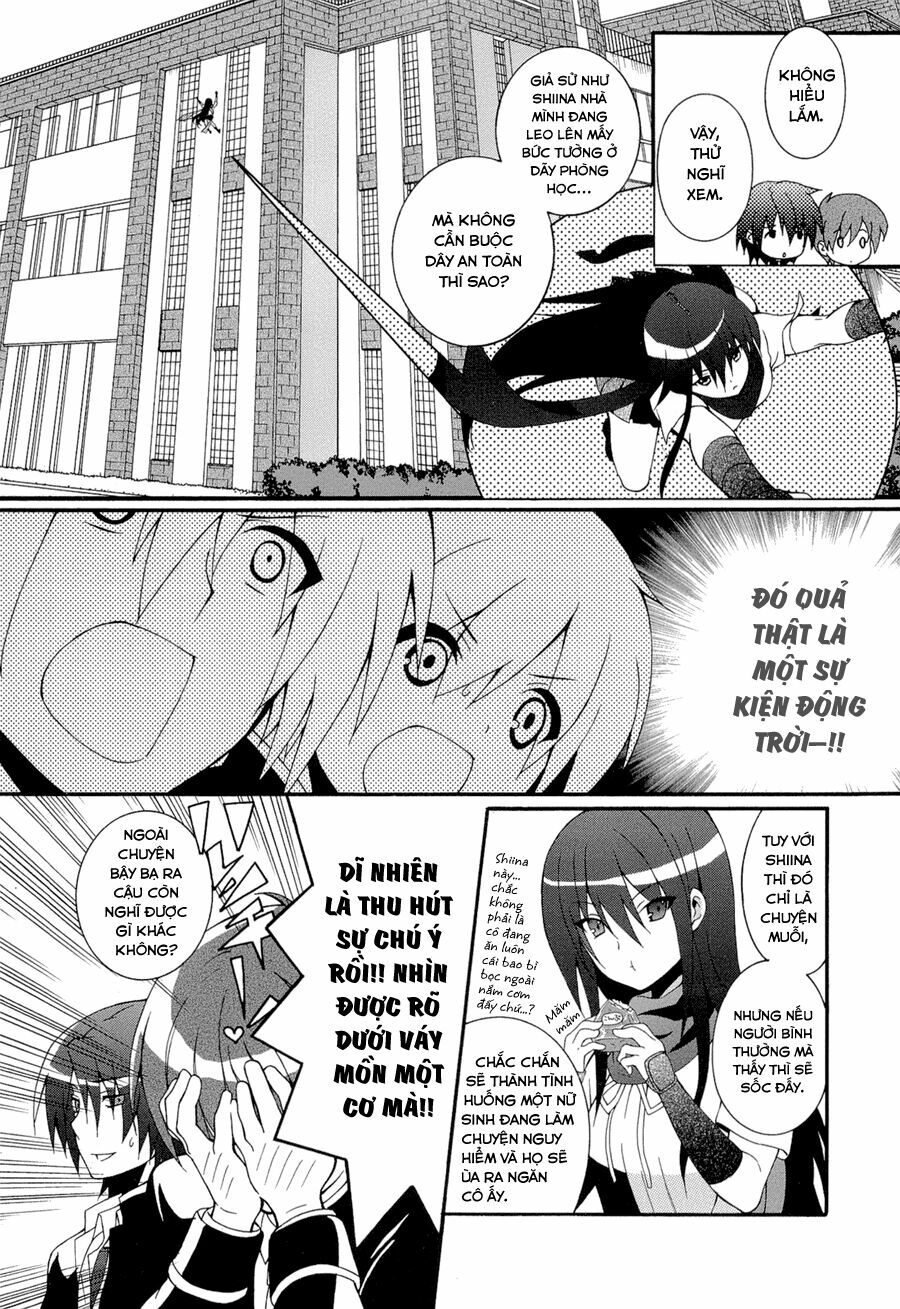 KHÔNG
HIỂU
LẮM.
VẬY,
THỬ
NGHĨ
XEM.
GIẢ SỬ NHƯ
SHIINA NHÀ
MÌNH ĐANG
LEO LÊN MẤY
BỨC TƯỜNG Ở
DÃY PHÒNG
HỌC...
MÀ KHÔNG
CẦN BUỘC
DÂY AN TOÀN
THÌ SAO?
ĐÓ QUẢ
THẬT LÀ
MỘT SỰ
KIỆN ĐỘNG
TRỜI–!!
TUY VỚI
SHIINA
THÌ ĐÓ
CHỈ LÀ
CHUYỆN
MUỖI,
NHƯNG NẾU
NGƯỜI BÌNH
THƯỜNG MÀ
THẤY THÌ SẼ
SỐC ĐẤY.
Shiina
này...
chắc
không
phải là
cô đang
ăn luôn
cái bao bì
bọc ngoài
nắm cơm
đấy chứ...?
Măm
măm
CHẮC CHẮN
SẼ THÀNH TÌNH
HUỐNG MỘT NỮ
SINH ĐANG LÀM
CHUYỆN NGUY
HIỂM VÀ HỌ SẼ
ÙA RA NGĂN
CÔ ẤY.
DĨ NHIÊN
LÀ THU HÚT
SỰ CHÚ Ý
RỒI!! NHÌN
ĐƯỢC RÕ
DƯỚI VÁY
MỒN MỘT
CƠ MÀ!!
NGOÀI
CHUYỆN
BẬY BẠ RA
CẬU CÒN
NGHĨ ĐƯỢC
GÌ KHÁC
KHÔNG?